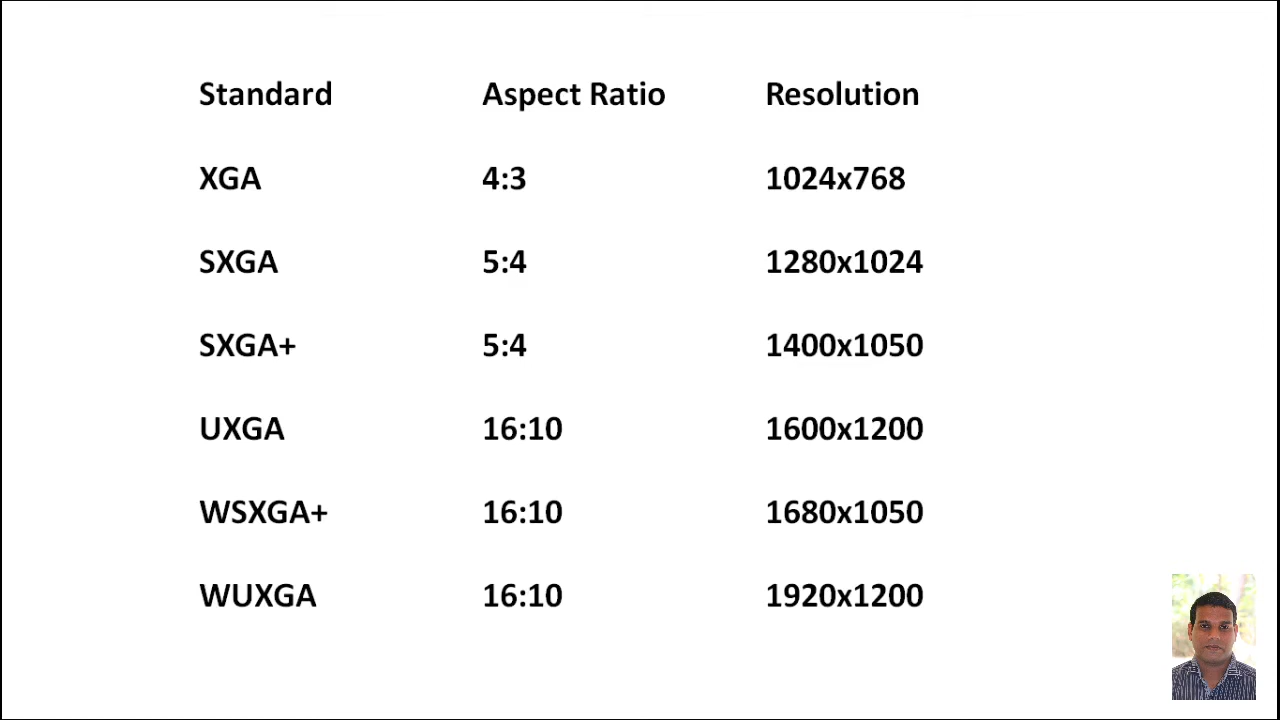 Standard Aspect Ratio Resolution
XGA 4:3 1024x768
SXGA 5:4 1280x1024
SXGA+ 5:4 1400x1050
UXGA 16:10 1600x1200
WSXGA+ 16:10 1680x1050
WUXGA 16:10 1920x1200